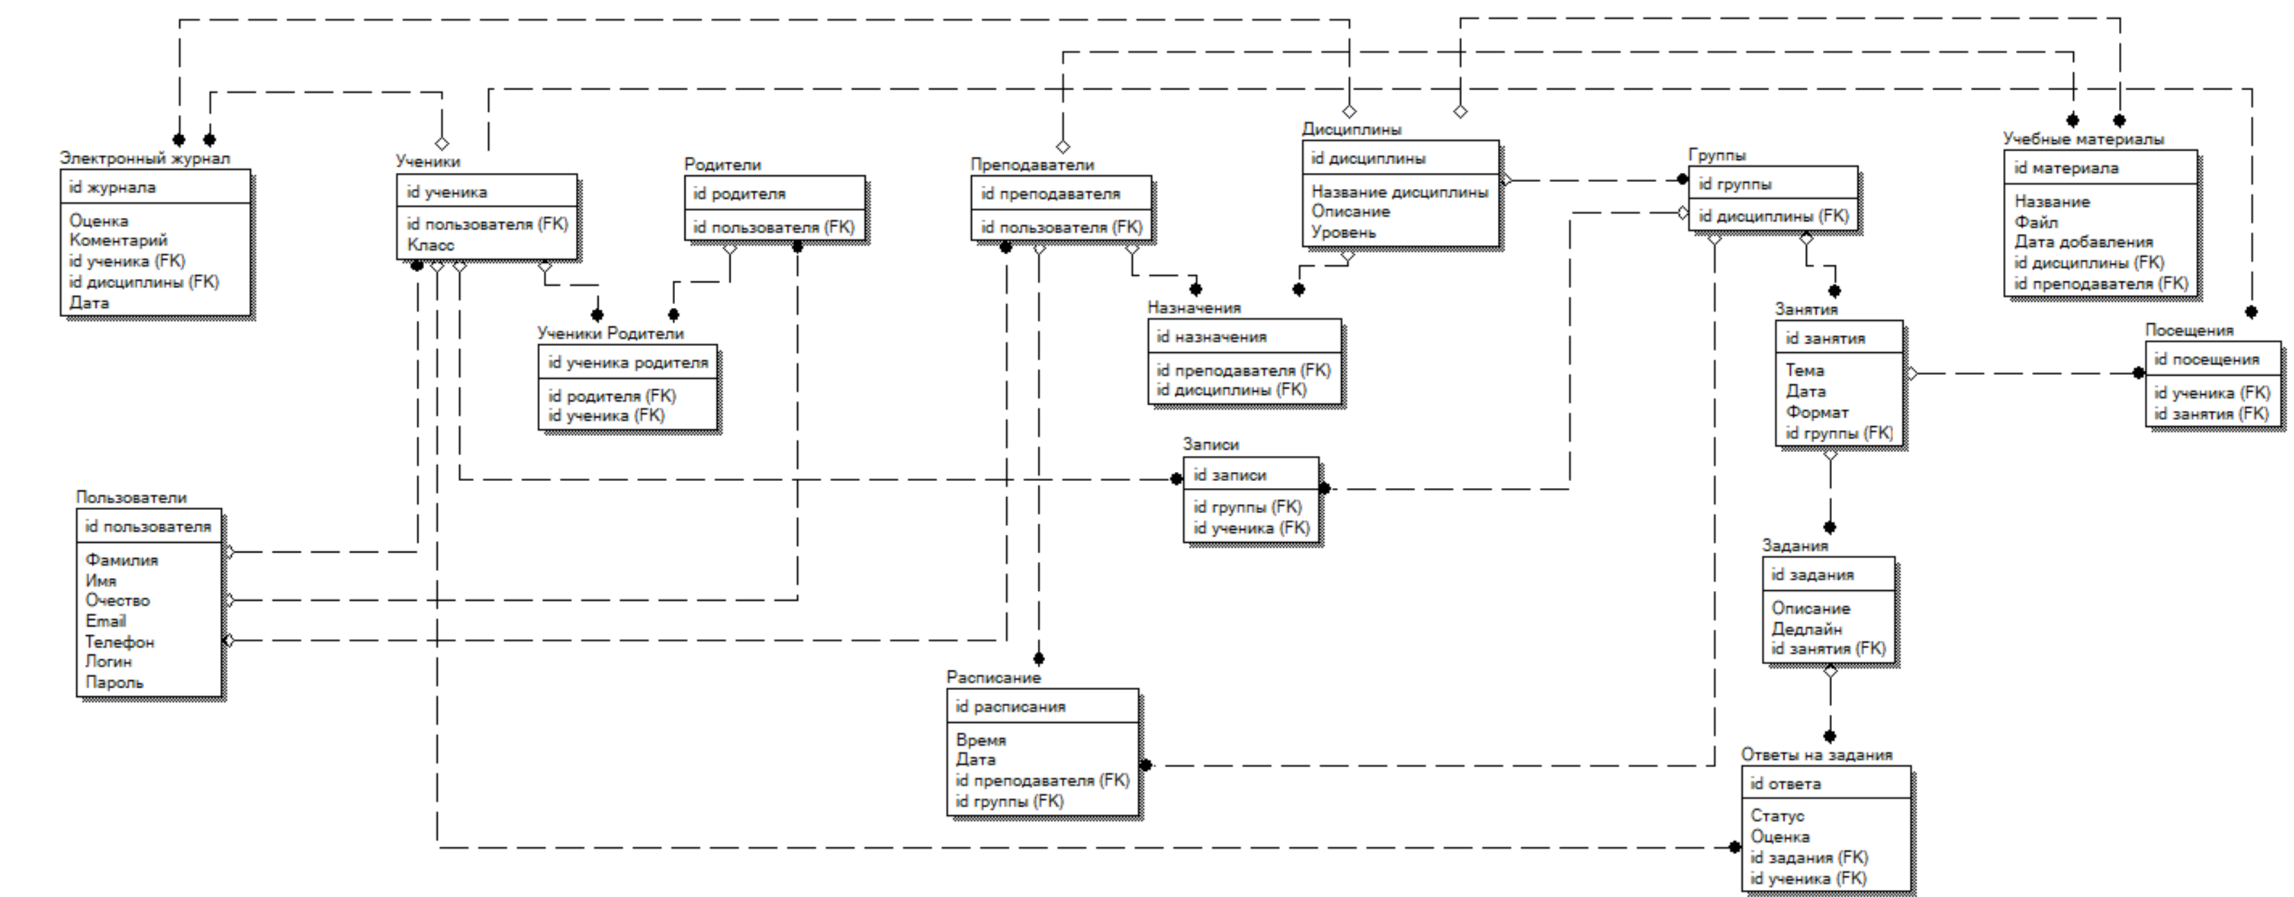 Электронный журнал
id журнала
Оценка
Коментарий
id ученика (FK)
id дисциплины (FK)
Дата
Ученики
id ученика
id пользователя (FK)
Класс
Родители
id родителя
id пользователя (FK)
Преподаватели
id преподавателя
id пользователя (FK)
Дисциплины
id дисциплины
Название дисциплины
Описание
Уровень
Группы
id группы
id дисциплины (FK)
Учебные материалы
id материала
Название
Файл
Дата добавления
id дисциплины (FK)
id преподавателя (FK)
Ученики Родители
id ученика родителя
id родителя (FK)
id ученика (FK)
Назначения
id назначения
id преподавателя (FK)
id дисциплины (FK)
Занятия
id занятия
Тема
Дата
Формат
id группы (FK)
Посещения
id посещения
id ученика (FK)
id занятия (FK)
Записи
id записи
id группы (FK)
id ученика (FK)
Пользователи
id пользователя
Фамилия
Имя
Очество
Email
Телефон
Логин
Пароль
Задания
id задания
Описание
Дедлайн
id занятия (FK)
Расписание
id расписания
Время
Дата
id преподавателя (FK)
id группы (FK)
Ответы на задания
id ответа
Статус
Оценка
id задания (FK)
id ученика (FK)